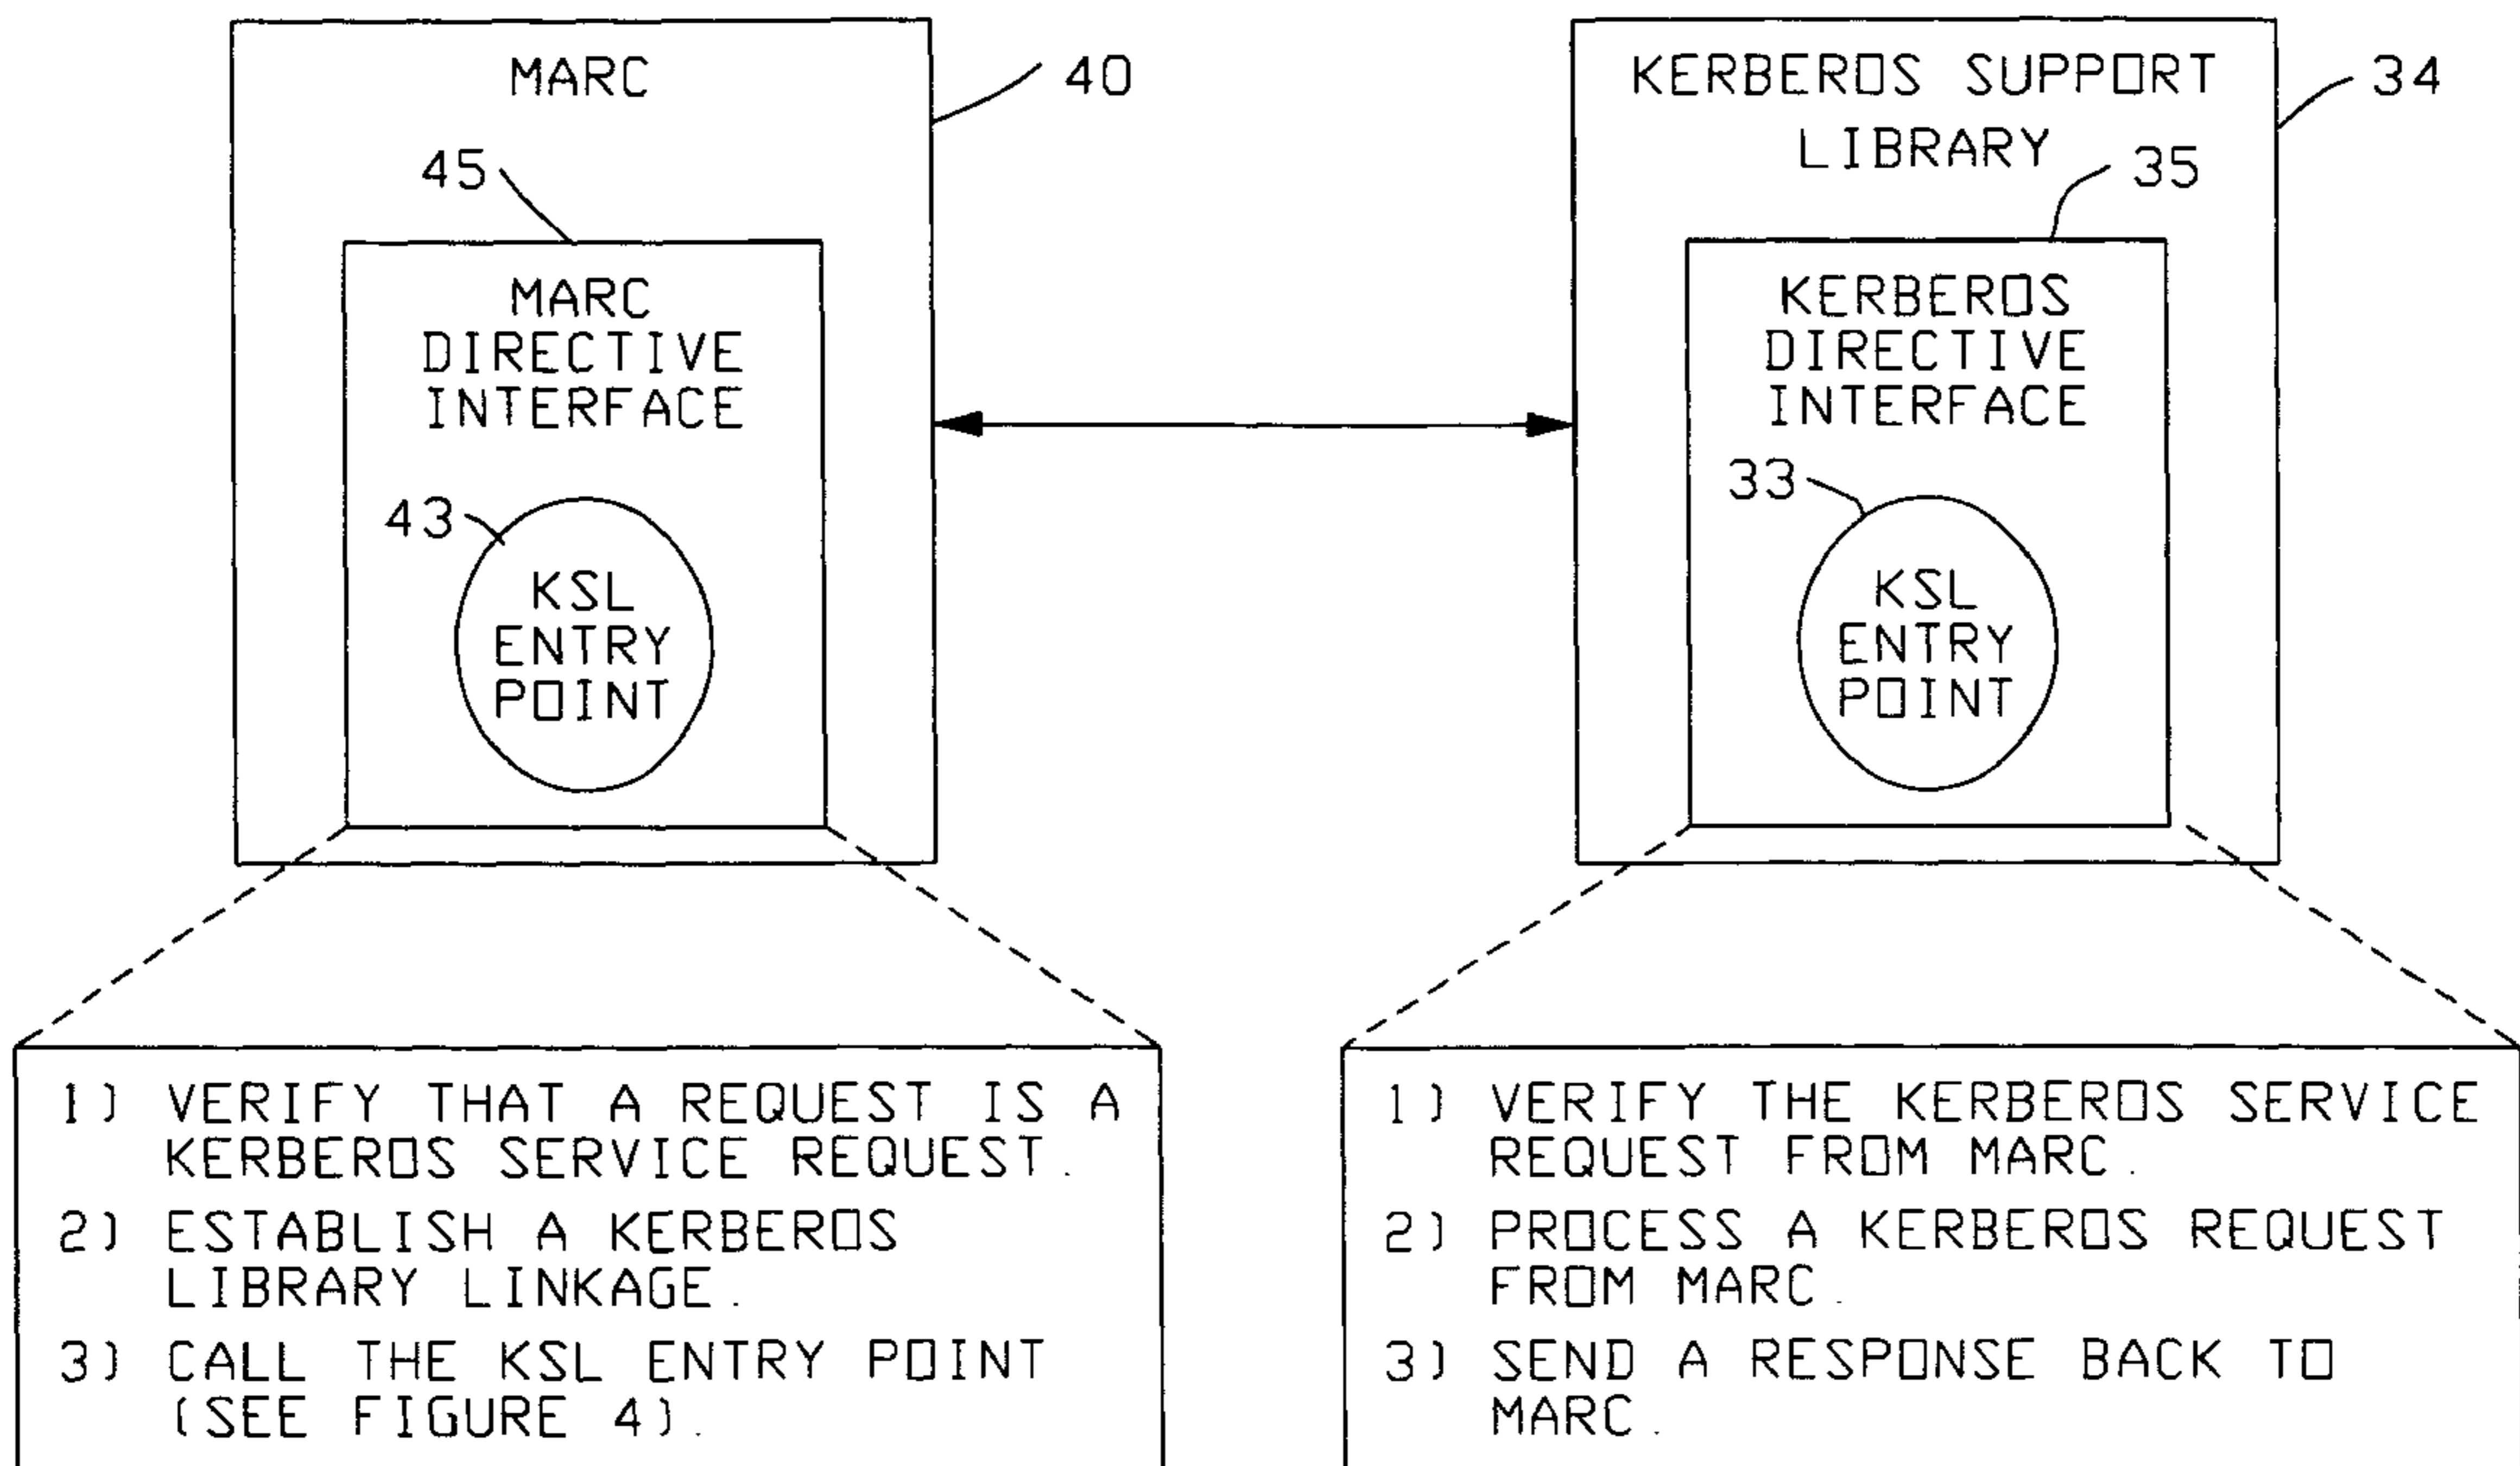 MARC
40
45
MARC
DIRECTIVE
INTERFACE
43
KSL
ENTRY
POINT
KERBEROS SUPPORT
LIBRARY
34
35
KERBEROS
DIRECTIVE
INTERFACE
33
KSL
ENTRY
POINT
1) VERIFY THAT A REQUEST IS A
KERBEROS SERVICE REQUEST.
2) ESTABLISH A KERBEROS
LIBRARY LINKAGE.
3) CALL THE KSL ENTRY POINT
(SEE FIGURE 4).
1) VERIFY THE KERBEROS SERVICE
REQUEST FROM MARC.
2) PROCESS A KERBEROS REQUEST
FROM MARC.
3) SEND A RESPONSE BACK TO
MARC.